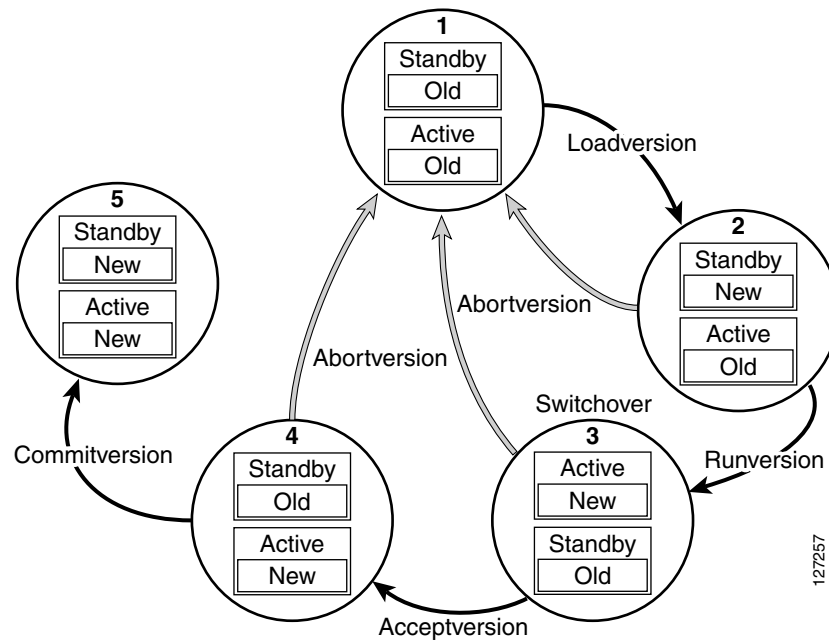 1
Standby
Old
Active
Old
Loadversion
2
Standby
New
Active
Old
5
Standby
New
Active
New
Abortversion
Abortversion
Switchover
3
Active
New
Standby
Old
Runversion
4
Standby
Old
Active
New
Commitversion
Acceptversion
127257